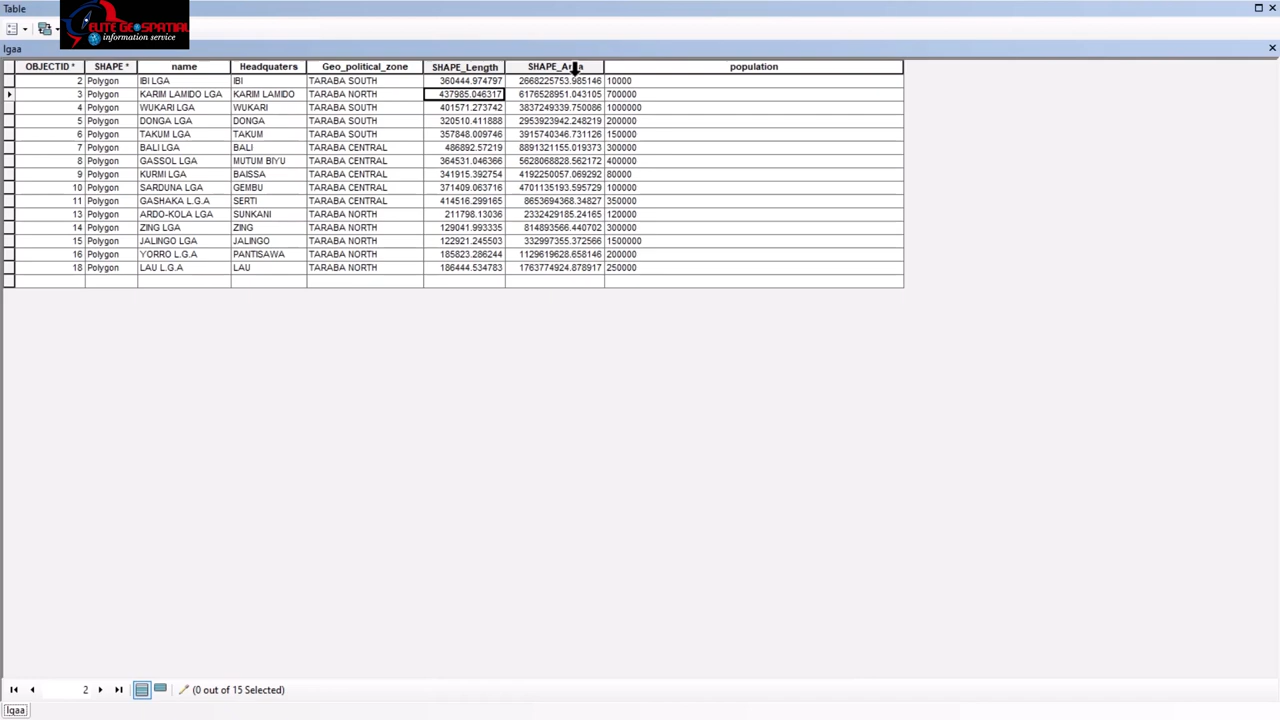 Table
ELITE GEOSPATIAL
information service
lgaa
OBJECTID * SHAPE * name Headquaters Geo_political_zone SHAPE_Length SHAPE_Area population
2 Polygon IBI LGA IBI TARABA SOUTH 360444.974797 2668225753.985146 10000
3 Polygon KARIM LAMIDO LGA KARIM LAMIDO TARABA NORTH 437985.046317 6176528951.043105 700000
4 Polygon WUKARI LGA WUKARI TARABA SOUTH 401571.273742 3837249339.750086 1000000
5 Polygon DONGA LGA DONGA TARABA SOUTH 320510.411888 2953923942.248219 200000
6 Polygon TAKUM LGA TAKUM TARABA SOUTH 357848.009746 3915740346.731126 150000
7 Polygon BALI LGA BALI TARABA CENTRAL 486892.57219 8891321155.019373 300000
8 Polygon GASSOL LGA MUTUM BIYU TARABA CENTRAL 364531.046366 5628068828.562172 400000
9 Polygon KURMI LGA BAISSA TARABA CENTRAL 341915.392754 4192250057.069292 80000
10 Polygon SARDUNA LGA GEMBU TARABA CENTRAL 371409.063716 4701135193.595729 100000
11 Polygon GASHAKA L.G.A SERTI TARABA CENTRAL 414516.299165 8653694368.34827 350000
13 Polygon ARDO-KOLA LGA SUNKANI TARABA NORTH 211798.13036 2332429185.24165 120000
14 Polygon ZING LGA ZING TARABA NORTH 129041.993335 814893566.440702 300000
15 Polygon JALINGO LGA JALINGO TARABA NORTH 122921.245503 332997355.372566 1500000
16 Polygon YORRO L.G.A PANTISAWA TARABA NORTH 185823.286244 1129619628.658146 200000
18 Polygon LAU L.G.A LAU TARABA NORTH 186444.534783 1763774924.878917 250000
2 (0 out of 15 Selected)
lgaa